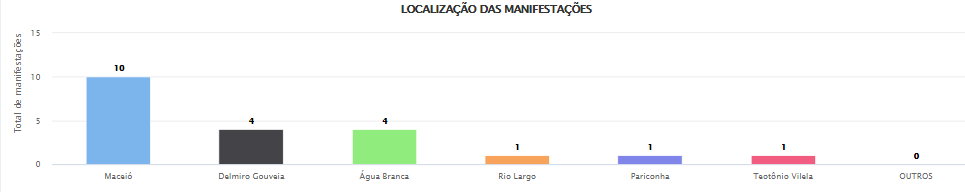 LOCALIZAÇÃO DAS MANIFESTAÇÕES
Total de manifestações
15
10
5
0
10
4
4
1
1
1
0
Maceió
Delmiro Gouveia
Água Branca
Rio Largo
Pariconha
Teotônio Vilela
OUTROS